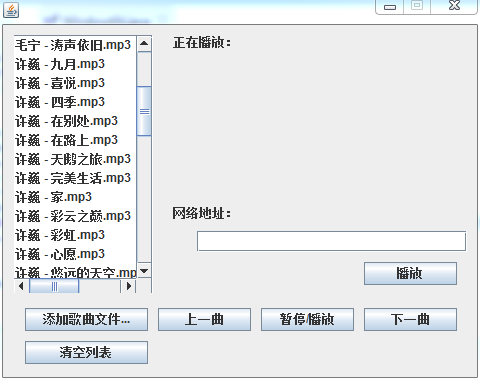 毛宁 - 涛声依旧.mp3
许巍 - 九月.mp3
许巍 - 喜悦.mp3
许巍 - 四季.mp3
许巍 - 在别处.mp3
许巍 - 在路上.mp3
许巍 - 天鹅之旅.mp3
许巍 - 完美生活.mp3
许巍 - 家.mp3
许巍 - 彩云之巅.mp3
许巍 - 彩虹.mp3
许巍 - 心愿.mp3
许巍 - 悠远的天空.mp
正在播放：
网络地址：
播放
添加歌曲文件... 上一曲 暂停/播放 下一曲
清空列表